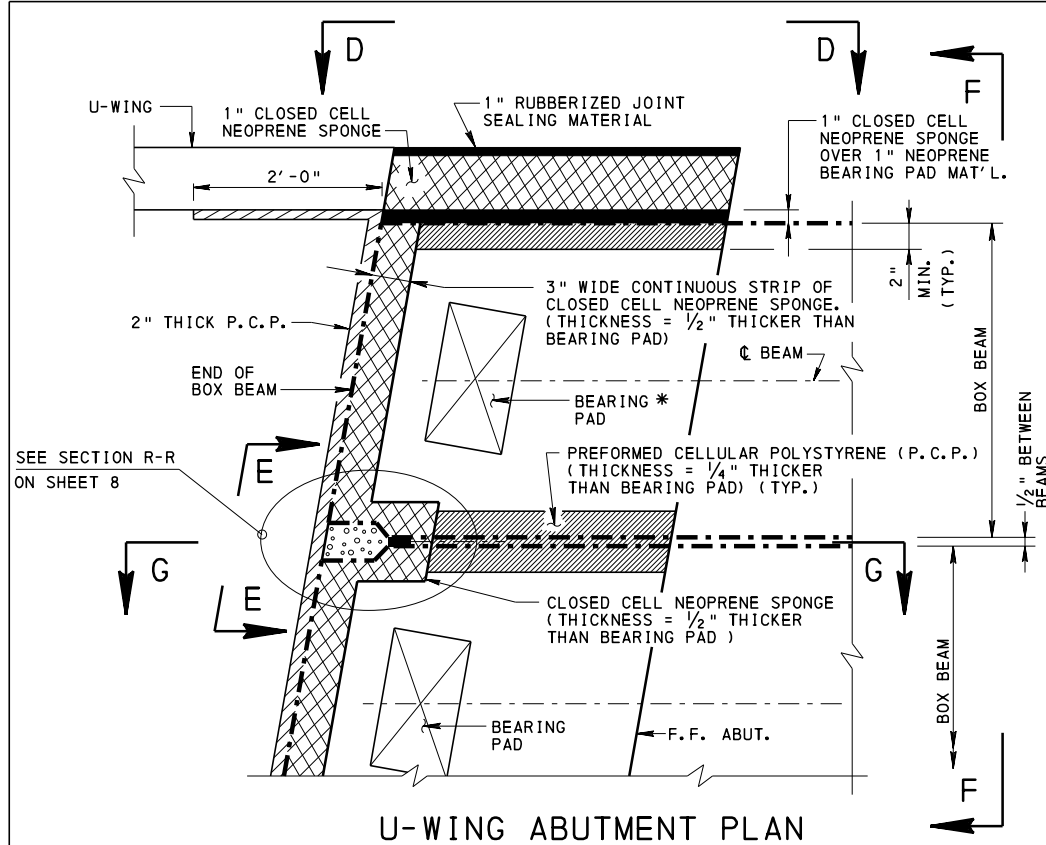 D
D
F
U-WING
1" CLOSED CELL
NEOPRENE SPONGE
1" RUBBERIZED JOINT
SEALING MATERIAL
1" CLOSED CELL
NEOPRENE SPONGE
OVER 1" NEOPRENE
BEARING PAD MAT'L.
2'-0"
2" MIN. (TYP.)
3" WIDE CONTINUOUS STRIP OF
CLOSED CELL NEOPRENE SPONGE.
(THICKNESS = 1/2" THICKER THAN
BEARING PAD)
2" THICK P.C.P.
℄ BEAM
END OF
BOX BEAM
BEARING *
PAD
BOX BEAM
E
SEE SECTION R-R
ON SHEET 8
PREFORMED CELLULAR POLYSTYRENE (P.C.P.)
(THICKNESS = 1/4" THICKER
THAN BEARING PAD) (TYP.)
1/2" BETWEEN
BEAMS
G
G
E
CLOSED CELL NEOPRENE SPONGE
(THICKNESS = 1/2" THICKER
THAN BEARING PAD )
BOX BEAM
BEARING
PAD
F.F. ABUT.
F
U-WING ABUTMENT PLAN